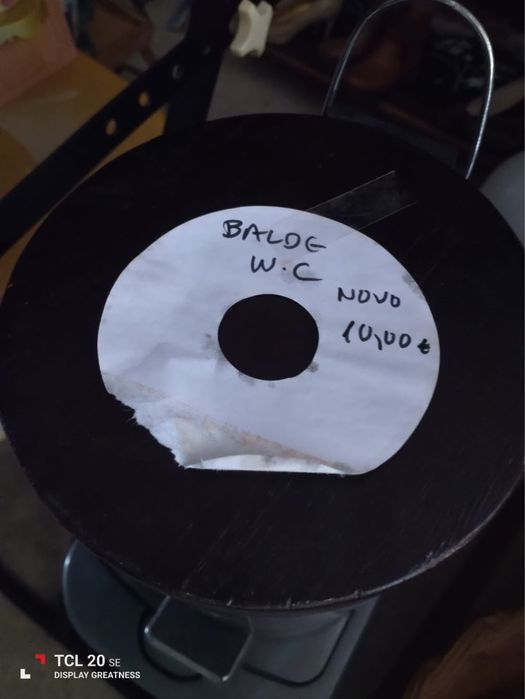 BALDE
W.C
NOVO
10,00€
TCL 20 SE
DISPLAY GREATNESS